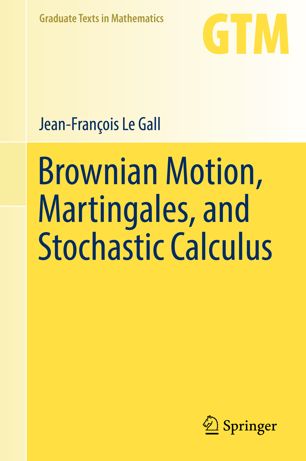 Graduate Texts in Mathematics
GTM
Jean-François Le Gall
Brownian Motion,
Martingales, and
Stochastic Calculus
Springer